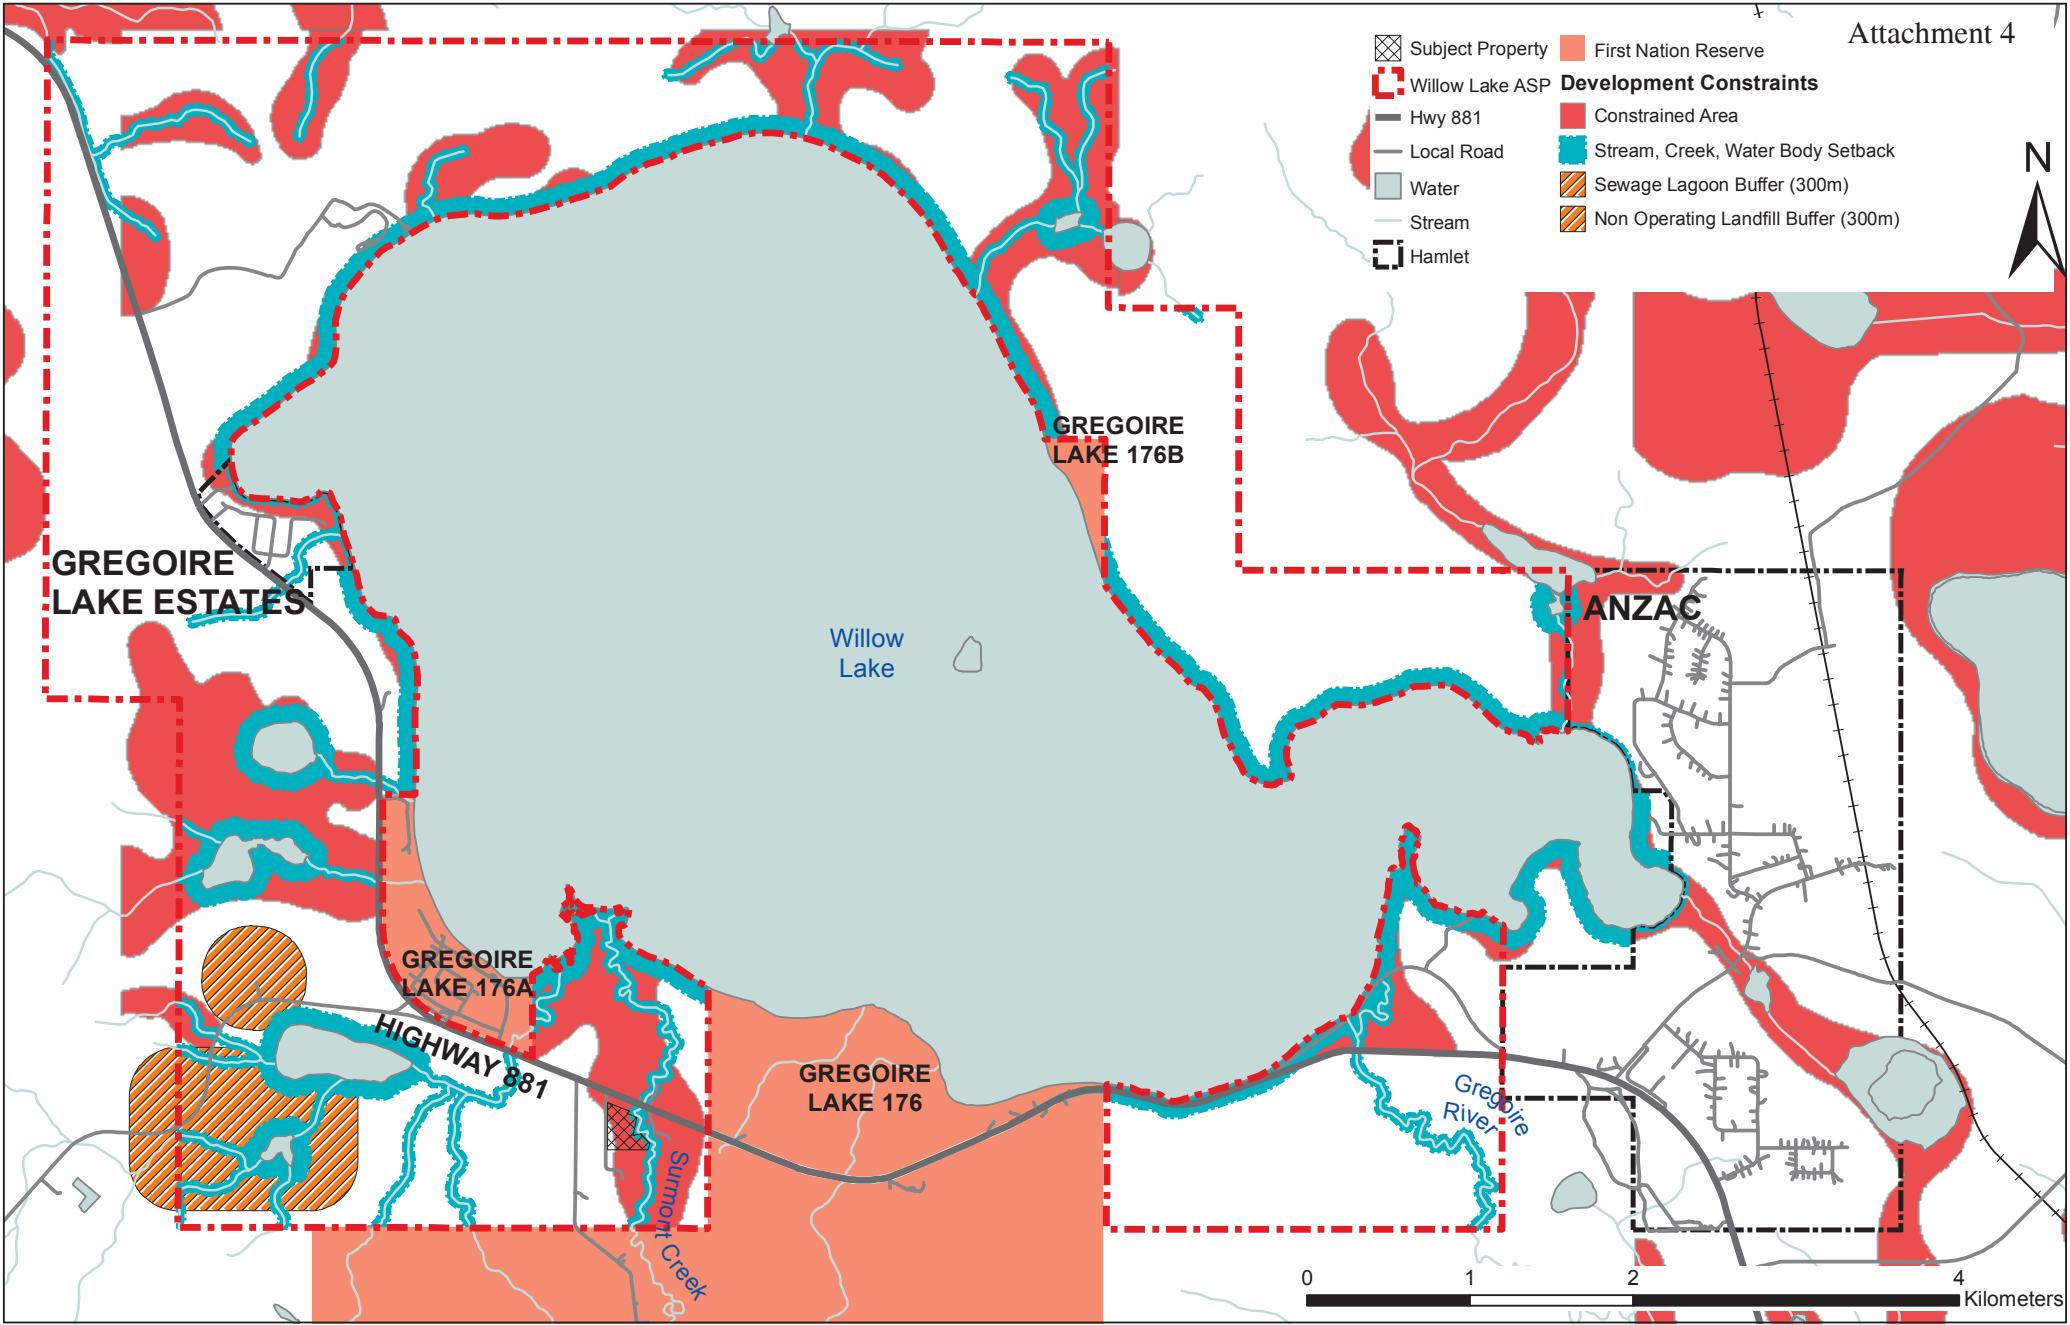 Attachment 4
Subject Property
Willow Lake ASP
Hwy 881
Local Road
Water
Stream
Hamlet
First Nation Reserve
Development Constraints
Constrained Area
Stream, Creek, Water Body Setback
Sewage Lagoon Buffer (300m)
Non Operating Landfill Buffer (300m)
N
GREGOIRE
LAKE 176B
GREGOIRE
LAKE ESTATES
ANZAC
Willow
Lake
GREGOIRE
LAKE 176A
HIGHWAY 881
GREGOIRE
LAKE 176
Gregoire
River
Surmont Creek
0 1 2 4
Kilometers